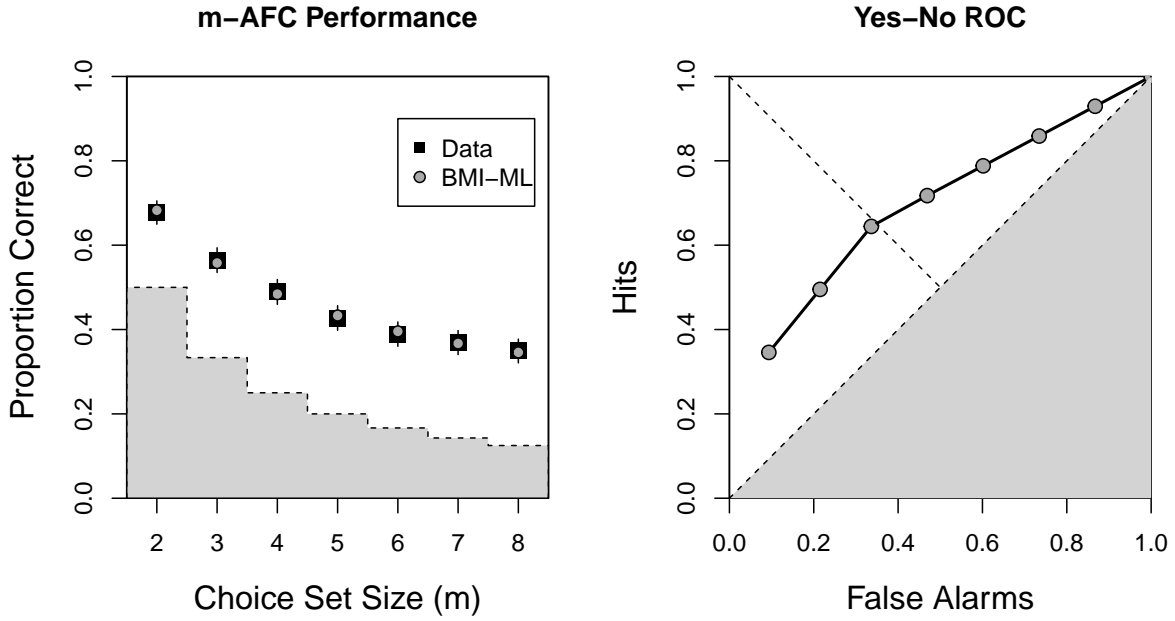 m−AFC Performance
Proportion Correct
1.0
0.8
0.6
0.4
0.2
0.0
Data
BMI−ML
2 3 4 5 6 7 8
Choice Set Size (m)
Yes−No ROC
Hits
1.0
0.8
0.6
0.4
0.2
0.0
0.0 0.2 0.4 0.6 0.8 1.0
False Alarms